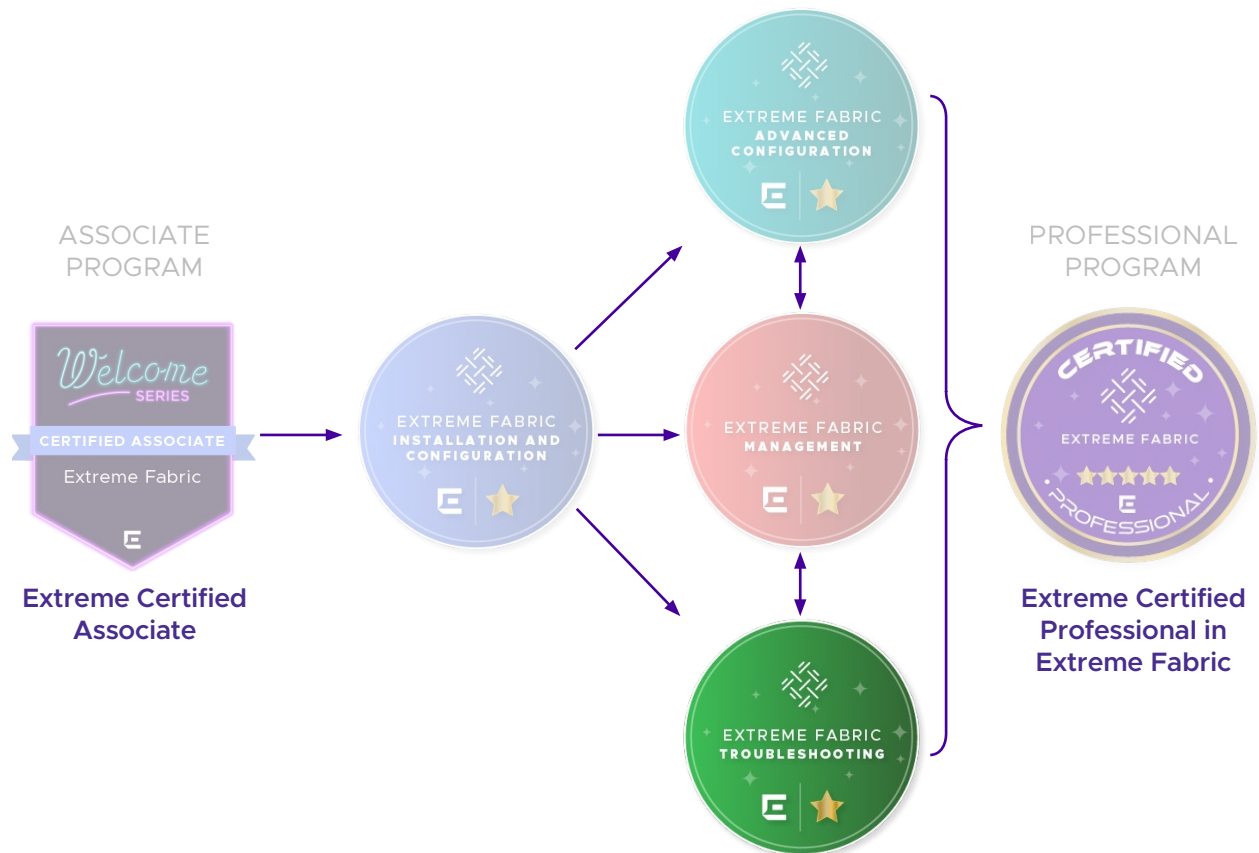 ASSOCIATE
PROGRAM
Welcome
SERIES
CERTIFIED ASSOCIATE
Extreme Fabric
Extreme Certified
Associate
EXTREME FABRIC
INSTALLATION AND
CONFIGURATION
EXTREME FABRIC
ADVANCED
CONFIGURATION
EXTREME FABRIC
MANAGEMENT
EXTREME FABRIC
TROUBLESHOOTING
PROFESSIONAL
PROGRAM
CERTIFIED
EXTREME FABRIC
PROFESSIONAL
Extreme Certified
Professional in
Extreme Fabric